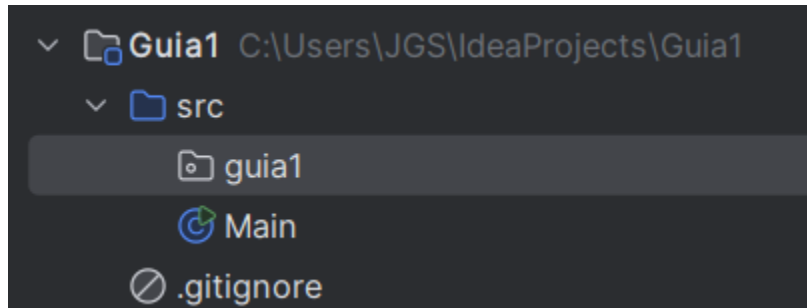 Guia1 C:\Users\JGS\IdeaProjects\Guia1
src
guia1
Main
.gitignore